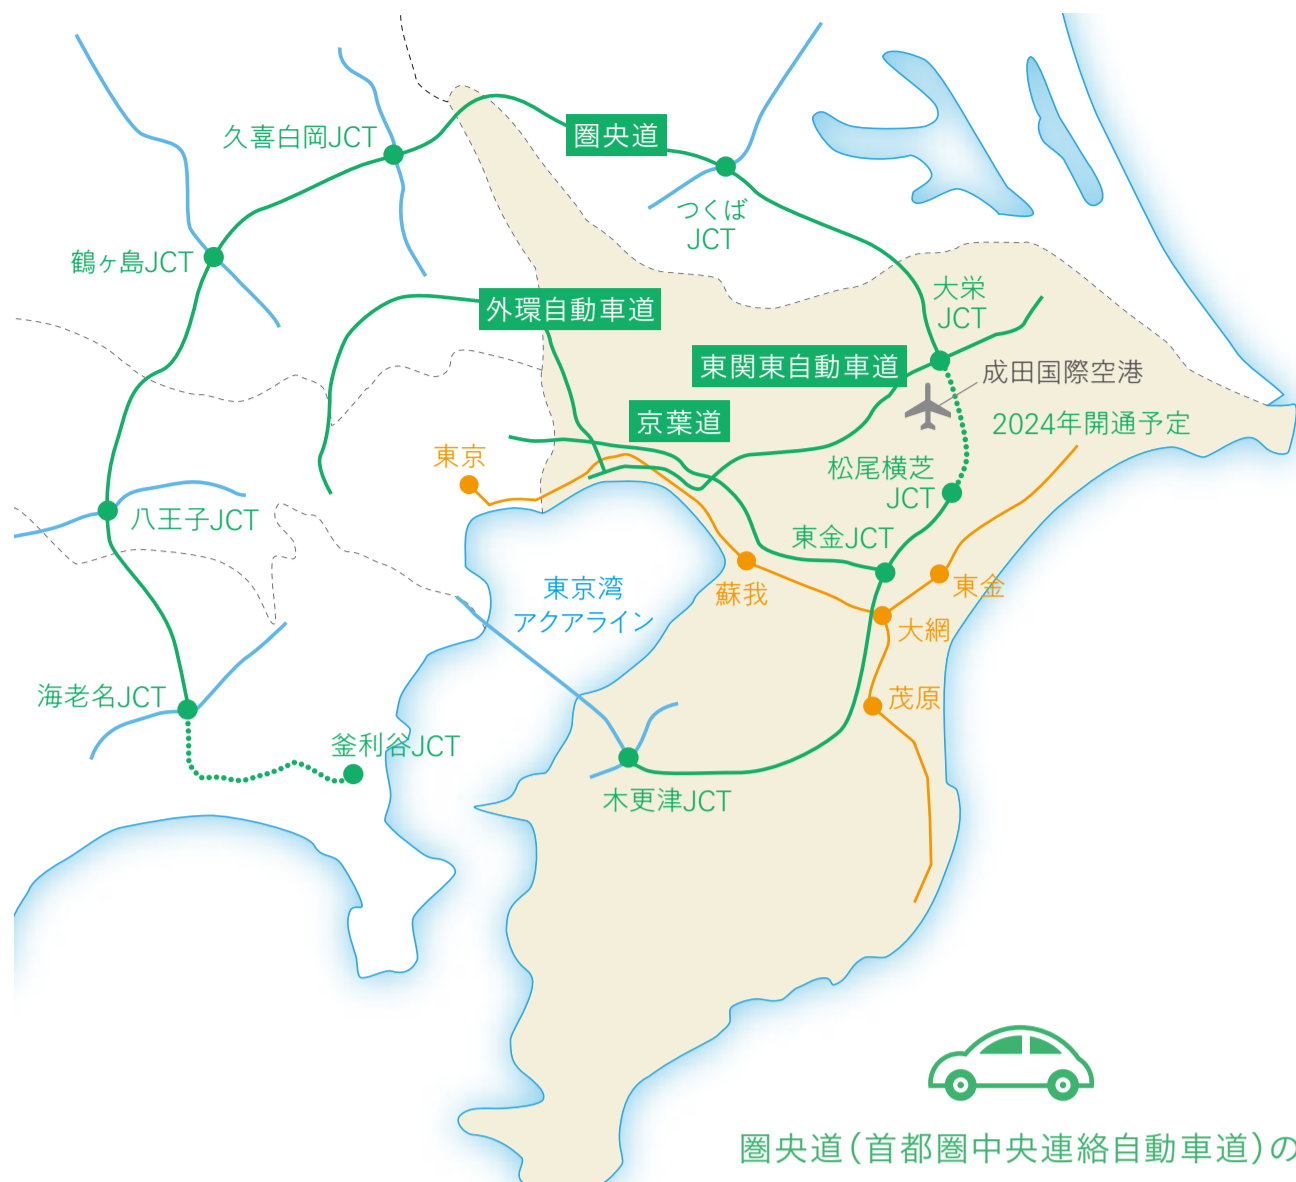 久喜白岡JCT
圏央道
つくば
JCT
鶴ヶ島JCT
外環自動車道
大栄
JCT
東関東自動車道
成田国際空港
京葉道
2024年開通予定
東京
松尾横芝
JCT
八王子JCT
東金JCT
東京湾
アクアライン
蘇我
東金
大網
海老名JCT
茂原
釜利谷JCT
木更津JCT
圏央道(首都圏中央連絡自動車道)の